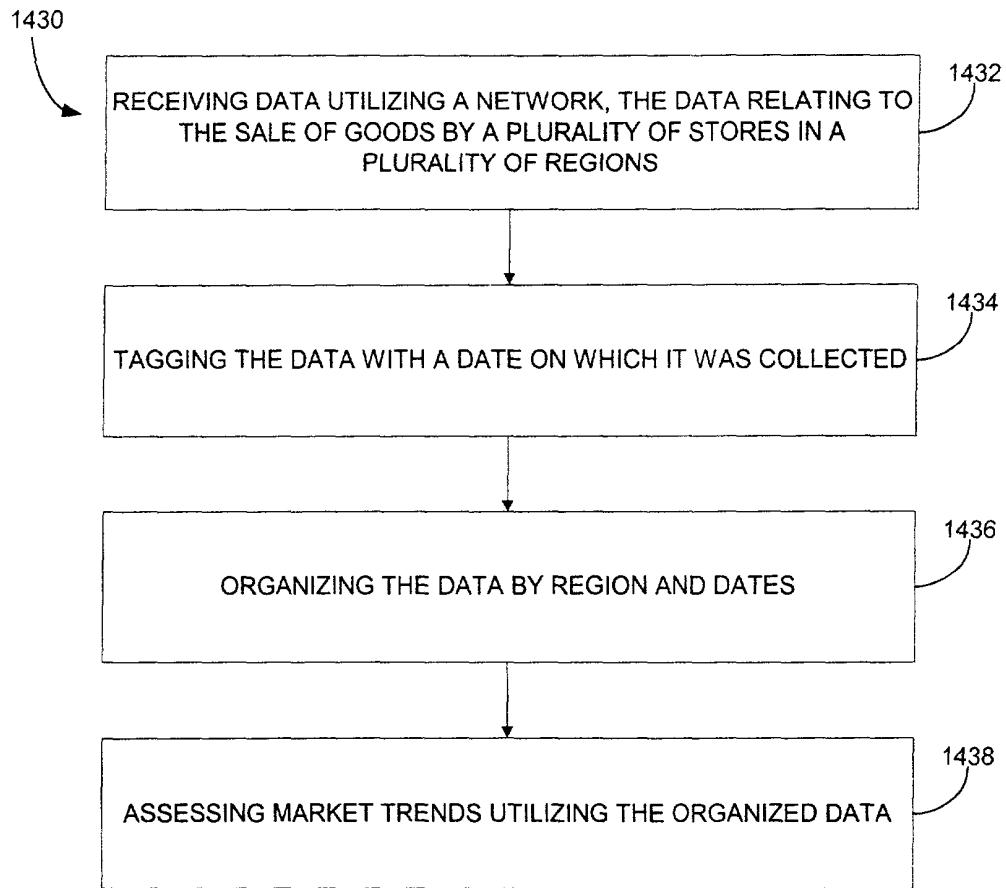 1430
1432
RECEIVING DATA UTILIZING A NETWORK, THE DATA RELATING TO
THE SALE OF GOODS BY A PLURALITY OF STORES IN A
PLURALITY OF REGIONS
1434
TAGGING THE DATA WITH A DATE ON WHICH IT WAS COLLECTED
1436
ORGANIZING THE DATA BY REGION AND DATES
1438
ASSESSING MARKET TRENDS UTILIZING THE ORGANIZED DATA